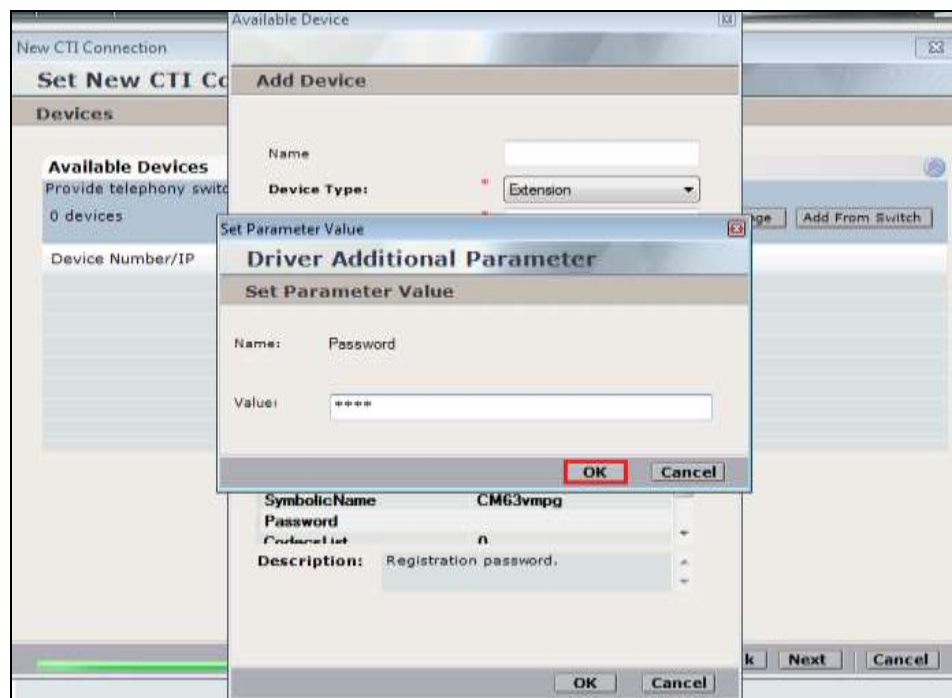 Available Device
New CTI Connection
Set New CTI Co
Add Device
Devices
Name
Available Devices
Provide telephony switc
Device Type: * Extension
0 devices
*
ge
Add From Switch
Set Parameter Value
Device Number/IP
Driver Additional Parameter
Set Parameter Value
Name: Password
Value: ****
OK Cancel
SymbolicName CM63vmpg
Password
CodecsList 0
Description: Registration password.
k Next Cancel
OK Cancel